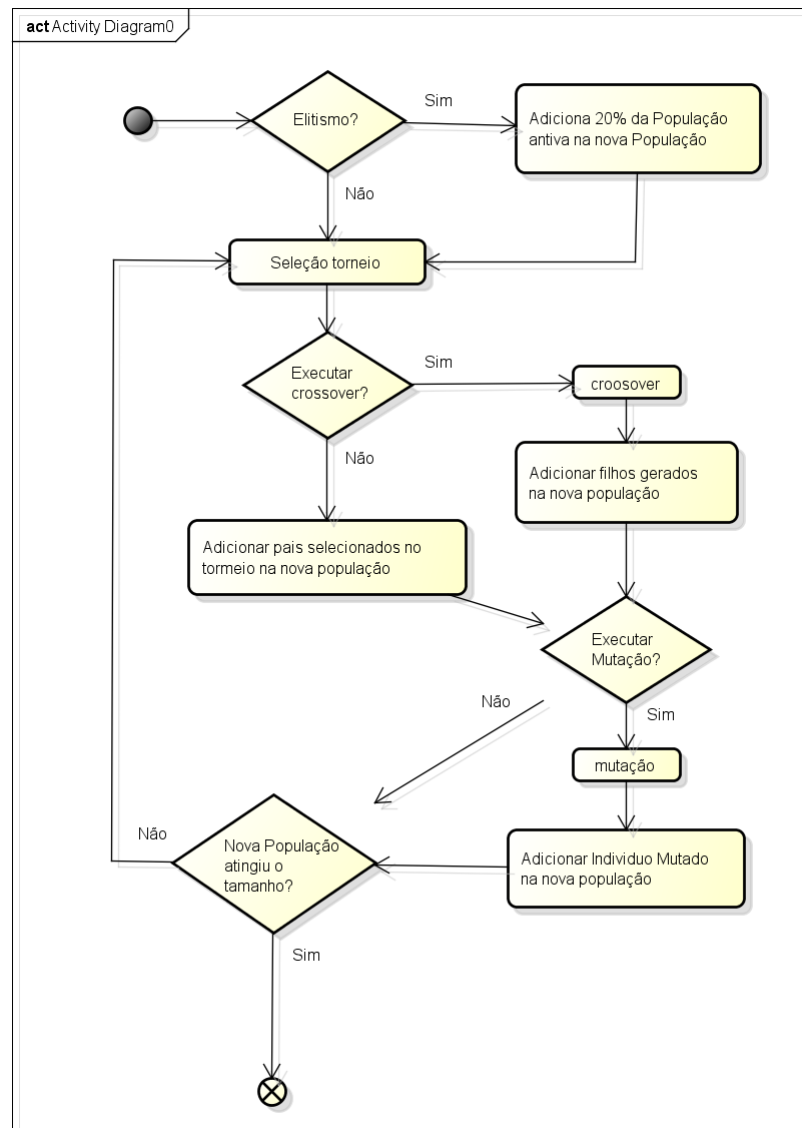 act Activity Diagram0
Elitismo?
Sim
Adiciona 20% da População
antiva na nova População
Não
Seleção torneio
Executar
crossover?
Sim
croosover
Não
Adicionar filhos gerados
na nova população
Adicionar pais selecionados no
tormeio na nova população
Executar
Mutação?
Não
Sim
mutação
Não
Nova População
atingiu o
tamanho?
Adicionar Individuo Mutado
na nova população
Sim